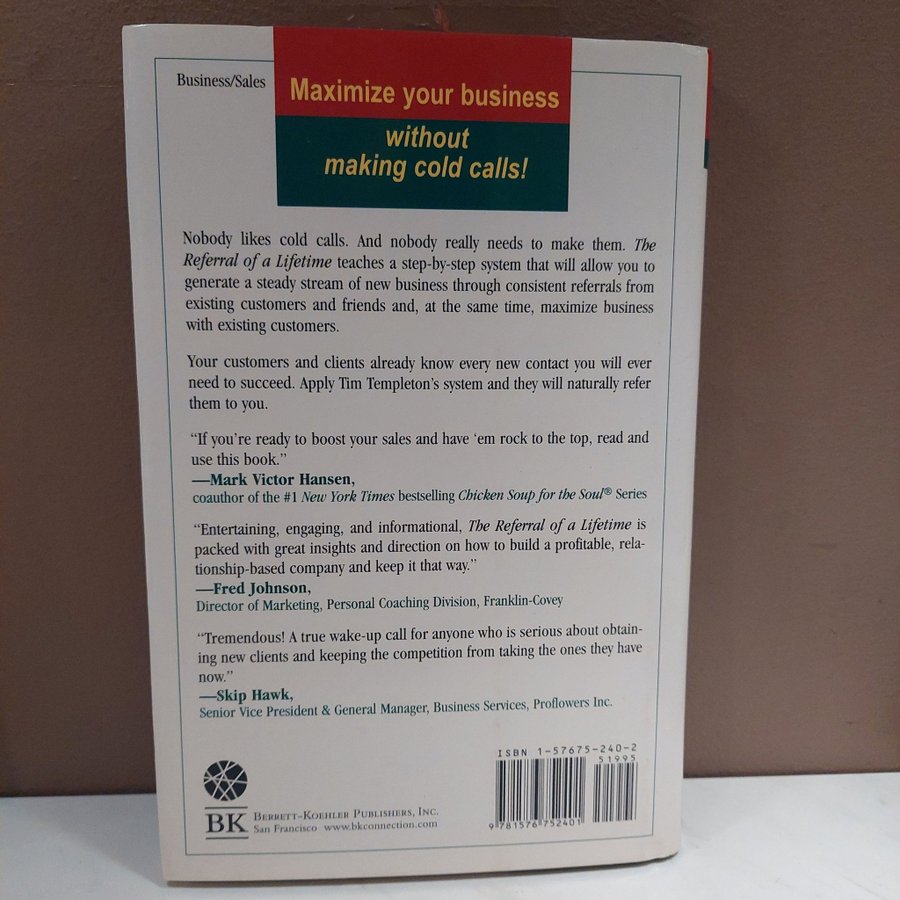 Business/Sales
Maximize your business
without
making cold calls!
Nobody likes cold calls. And nobody really needs to make them. The
Referral of a Lifetime teaches a step-by-step system that will allow you to
generate a steady stream of new business through consistent referrals from
existing customers and friends and, at the same time, maximize business
with existing customers.
Your customers and clients already know every new contact you will ever
need to succeed. Apply Tim Templeton's system and they will naturally refer
them to you.
“If you're ready to boost your sales and have ‘em rock to the top, read and
use this book.”
—Mark Victor Hansen,
coauthor of the #1 New York Times bestselling Chicken Soup for the Soul® Series
“Entertaining, engaging, and informational, The Referral of a Lifetime is
packed with great insights and direction on how to build a profitable, rela-
tionship-based company and keep it that way.”
—Fred Johnson,
Director of Marketing, Personal Coaching Division, Franklin-Covey
“Tremendous! A true wake-up call for anyone who is serious about obtain-
ing new clients and keeping the competition from taking the ones they have
now.”
—Skip Hawk,
Senior Vice President & General Manager, Business Services, Proflowers Inc.
ISBN 1-57675-240-2
51995
9 781576 752401
BK
Berrett-Koehler Publishers, Inc.
San Francisco www.bkconnection.com